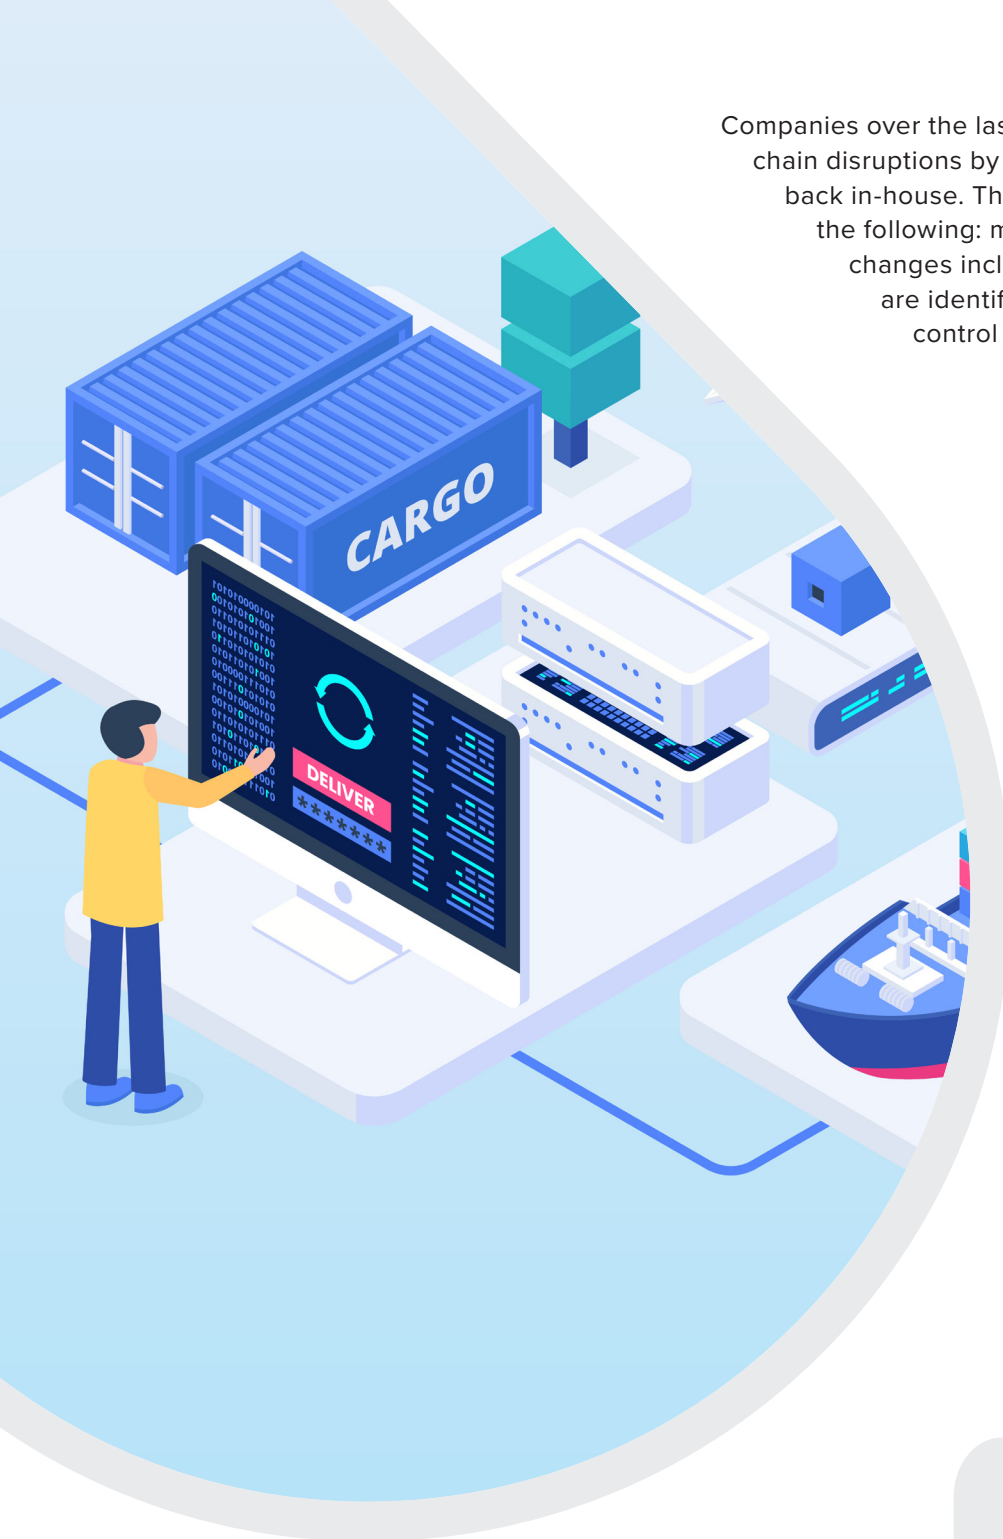 Companies over the las
chain disruptions by
back in-house. Th
the following: m
changes incl
are identif
control
CARGO
DELIVER
*******